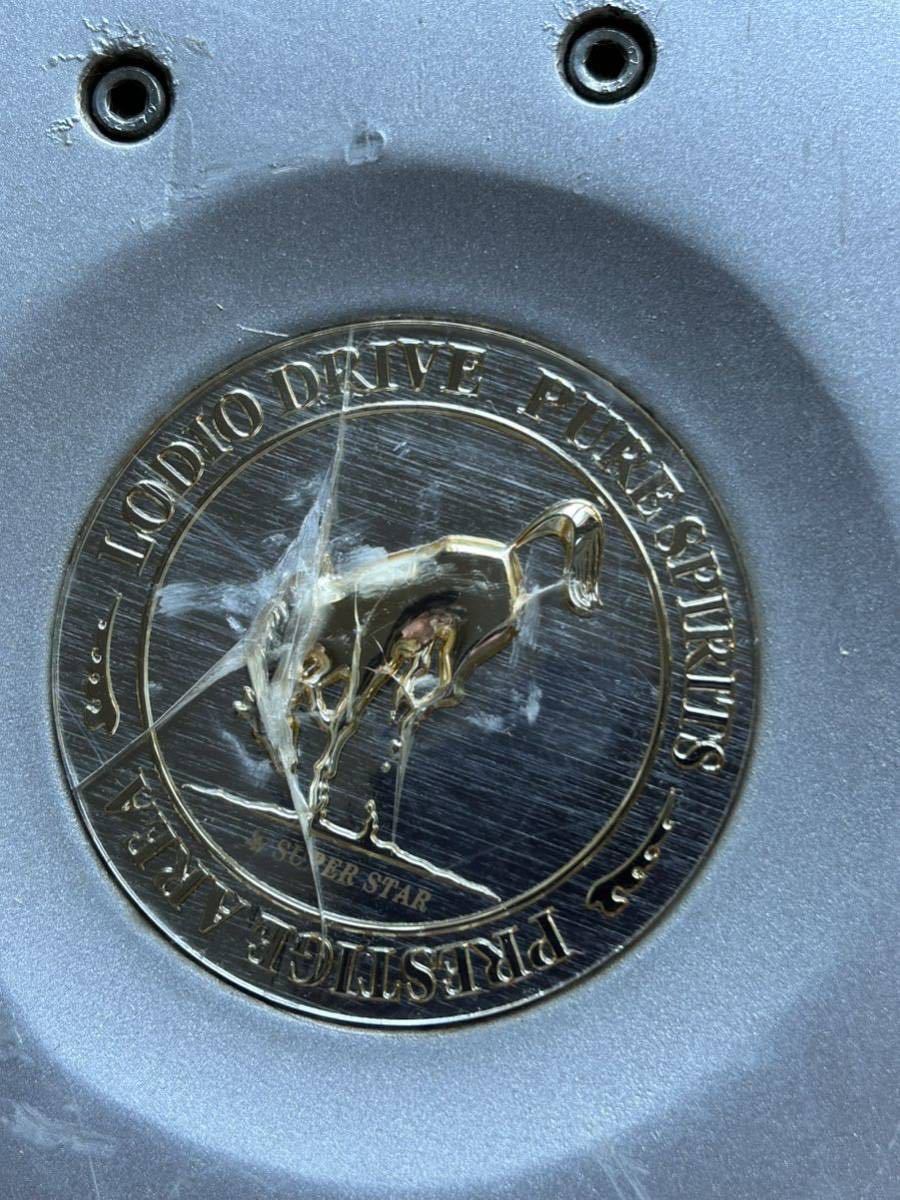 LODIO DRIVE PURE SPIRITS
SUPER STAR
PRESTIGE AREA